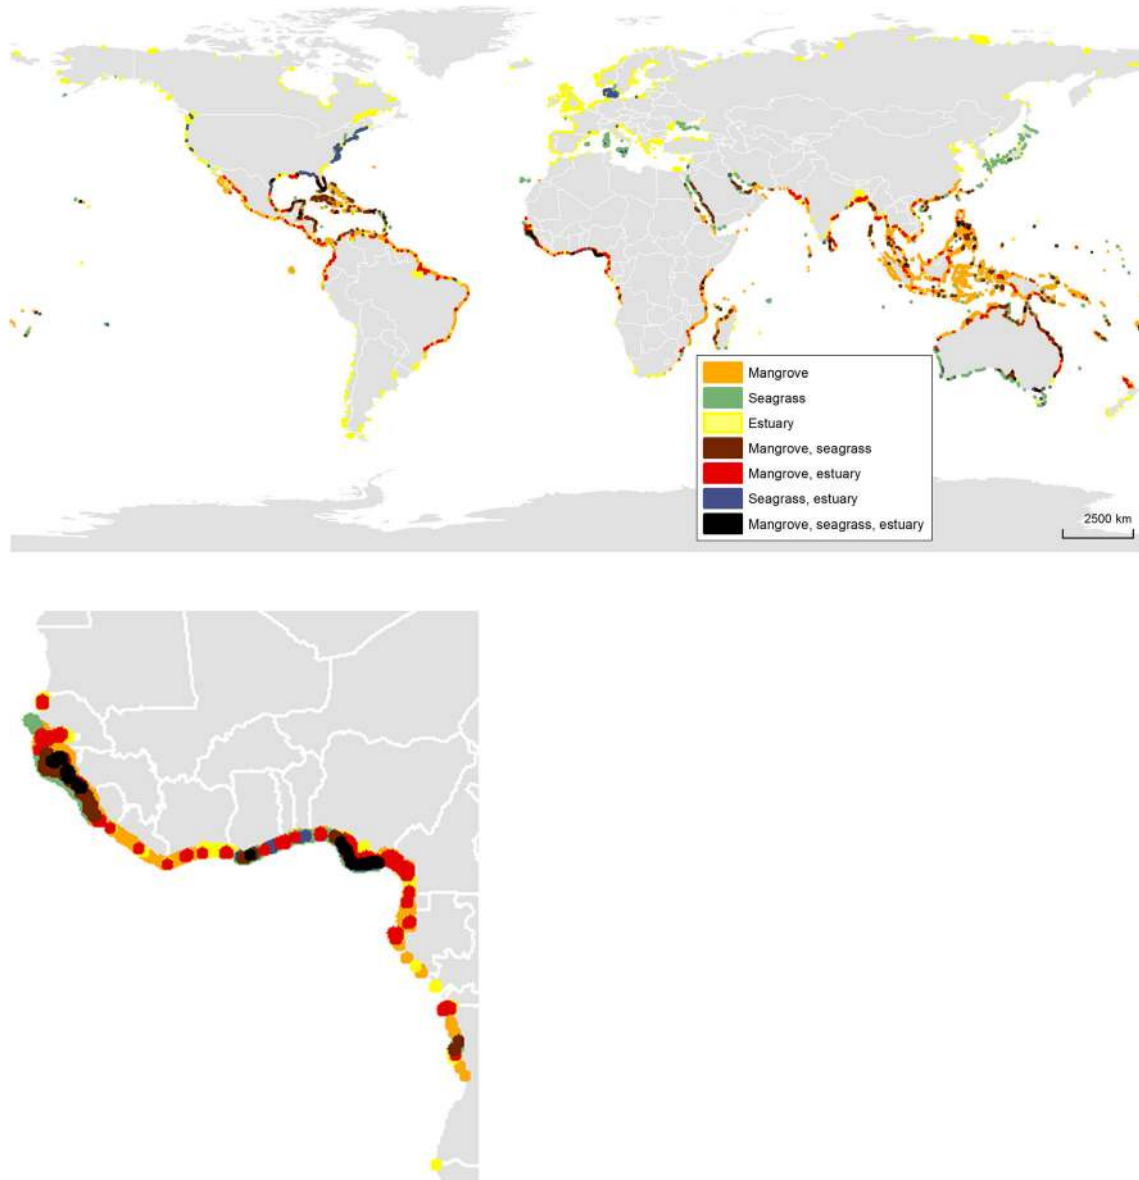 Mangrove
Seagrass
Estuary
Mangrove, seagrass
Mangrove, estuary
Seagrass, estuary
Mangrove, seagrass, estuary
2500 km